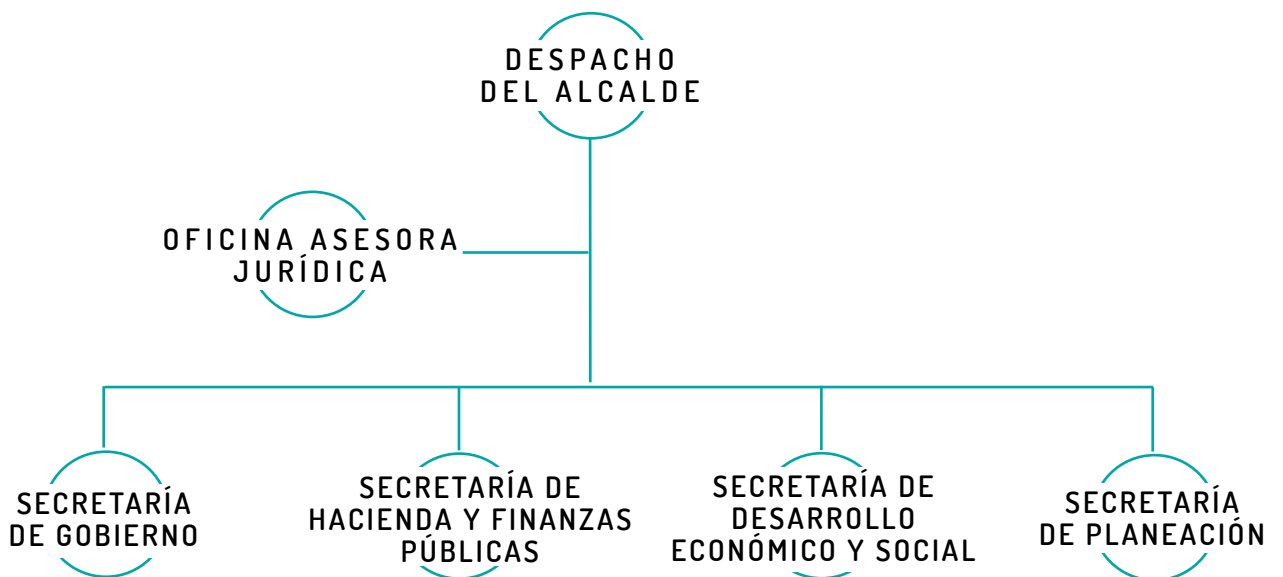 DESPACHO
DEL ALCALDE
OFICINA ASESORA
JURÍDICA
SECRETARÍA
DE GOBIERNO
SECRETARÍA DE
HACIENDA Y FINANZAS
PÚBLICAS
SECRETARÍA DE
DESARROLLO
ECONÓMICO Y SOCIAL
SECRETARÍA
DE PLANEACIÓN